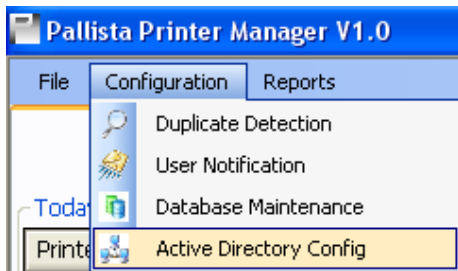 Pallista Printer Manager V1.0
File Configuration Reports
Duplicate Detection
User Notification
Database Maintenance
Active Directory Config